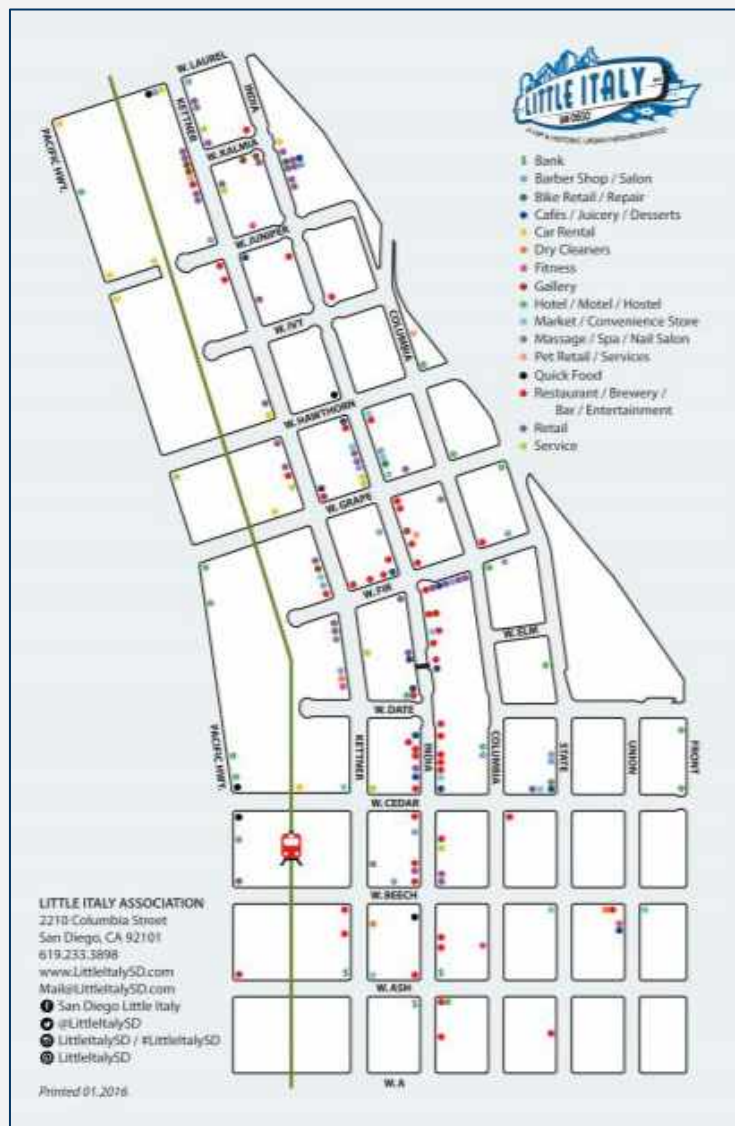 LITTLE ITALY
SAN DIEGO
A HIP & HISTORIC URBAN NEIGHBORHOOD
$ Bank
Barber Shop / Salon
Bike Retail / Repair
Cafés / Juicery / Desserts
Car Rental
Dry Cleaners
Fitness
Gallery
Hotel / Motel / Hostel
Market / Convenience Store
Massage / Spa / Nail Salon
Pet Retail / Services
Quick Food
Restaurant / Brewery /
Bar / Entertainment
Retail
Service
W. LAUREL
KETTNER
INDIA
PACIFIC HWY.
W. KALMIA
W. JUNIPER
W. IVY
COLUMBIA
W. HAWTHORN
W. GRAPE
W. FIR
W. ELM
W. DATE
PACIFIC HWY.
KETTNER
INDIA
COLUMBIA
STATE
UNION
FRONT
W. CEDAR
W. BEECH
$
$
W. ASH
$
W. A
LITTLE ITALY ASSOCIATION
2210 Columbia Street
San Diego, CA 92101
619.233.3898
www.LittleItalySD.com
Mail@LittleItalySD.com
San Diego Little Italy
@LittleItalySD
LittleItalySD / #LittleItalySD
LittleItalySD
Printed 01.2016